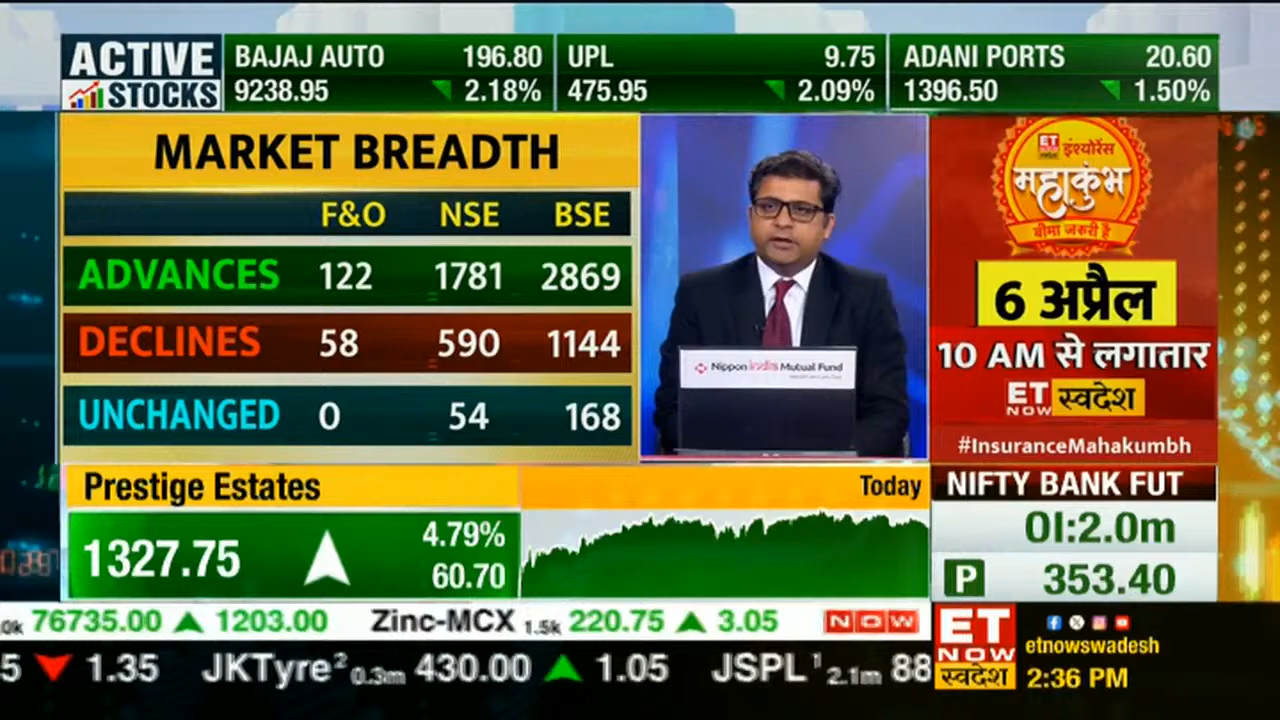 ACTIVE STOCKS
BAJAJ AUTO 196.80
9238.95 2.18%
UPL 9.75
475.95 2.09%
ADANI PORTS 20.60
1396.50 1.50%
MARKET BREADTH
F&O NSE BSE
ADVANCES 122 1781 2869
DECLINES 58 590 1144
UNCHANGED 0 54 168
Nippon india Mutual Fund
ET NOW इंश्योरेंस
महाकुंभ
बीमा जरूरी है
6 अप्रैल
10 AM से लगातार
ET NOW स्वदेश
#InsuranceMahakumbh
Prestige Estates
1327.75 4.79%
60.70
Today
NIFTY BANK FUT
OI:2.0m
P 353.40
0k 76735.00 1203.00 Zinc-MCX 1.5k 220.75 3.05 NOW
5 1.35 JKTyre² 0.3m 430.00 1.05 JSPL¹ 2.1m 88
ET NOW स्वदेश
etnowswadesh
2:36 PM